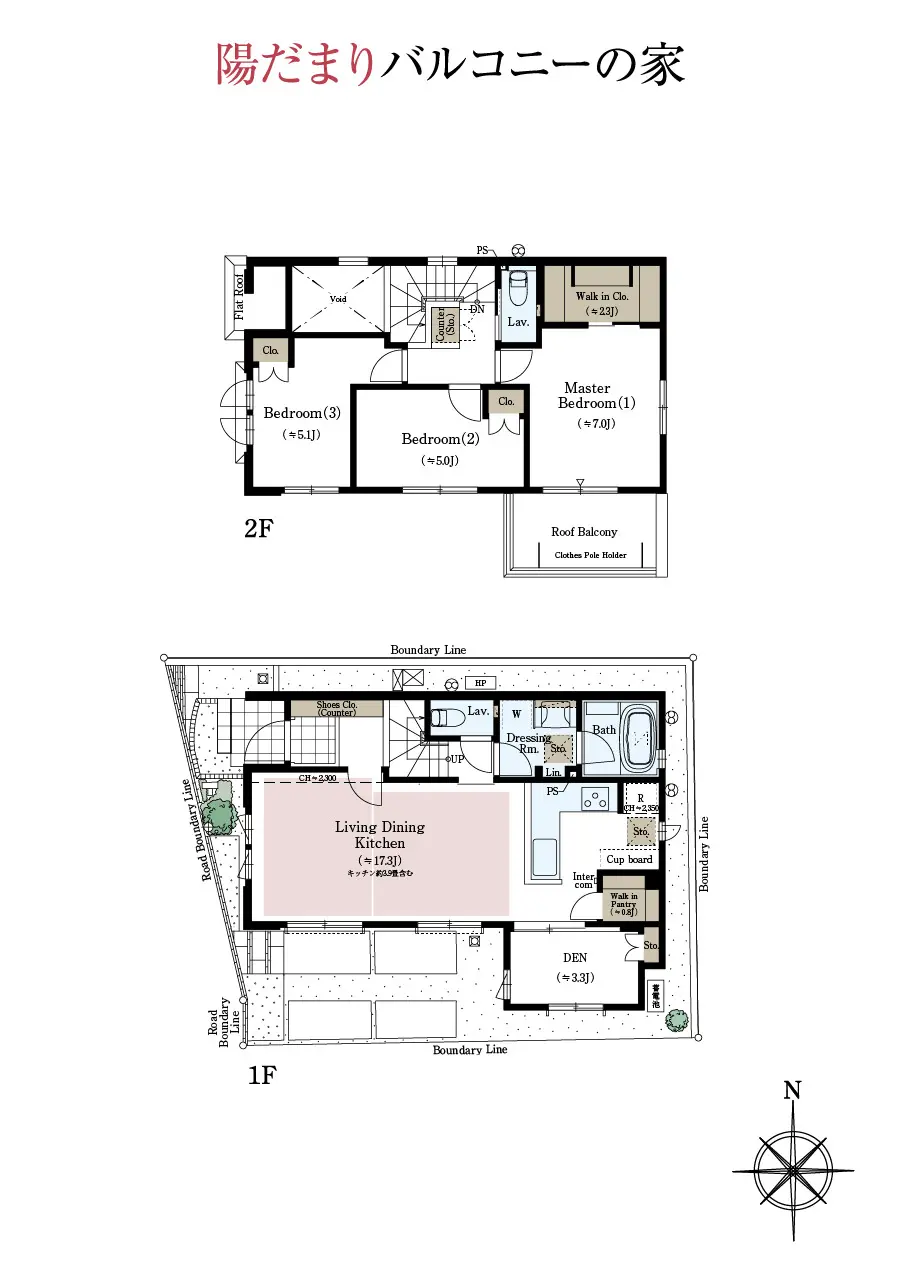 陽だまりバルコニーの家
PS
Flat Roof
Void
Counter
(Sto.)
DN
Lav.
Walk in Clo.
(≒2.3J)
Clo.
Bedroom(3)
(≒5.1J)
Bedroom(2)
(≒5.0J)
Clo.
Master
Bedroom(1)
(≒7.0J)
2F
Roof Balcony
Clothes Pole Holder
Boundary Line
HP
Shoes Clo.
(Counter)
Lav.
W
Dressing
Rm.
Sto.
Bath
UP
Lin.
CH≒2,300
PS
R
CH≒2,350
Road Boundary Line
Living Dining
Kitchen
(≒17.3J)
キッチン約3.9畳含む
Sto.
Cup board
Boundary Line
Inter
com
Walk in
Pantry
(≒0.8J)
DEN
(≒3.3J)
Sto.
蓄電池
Road
Boundary
Line
Boundary Line
1F
N